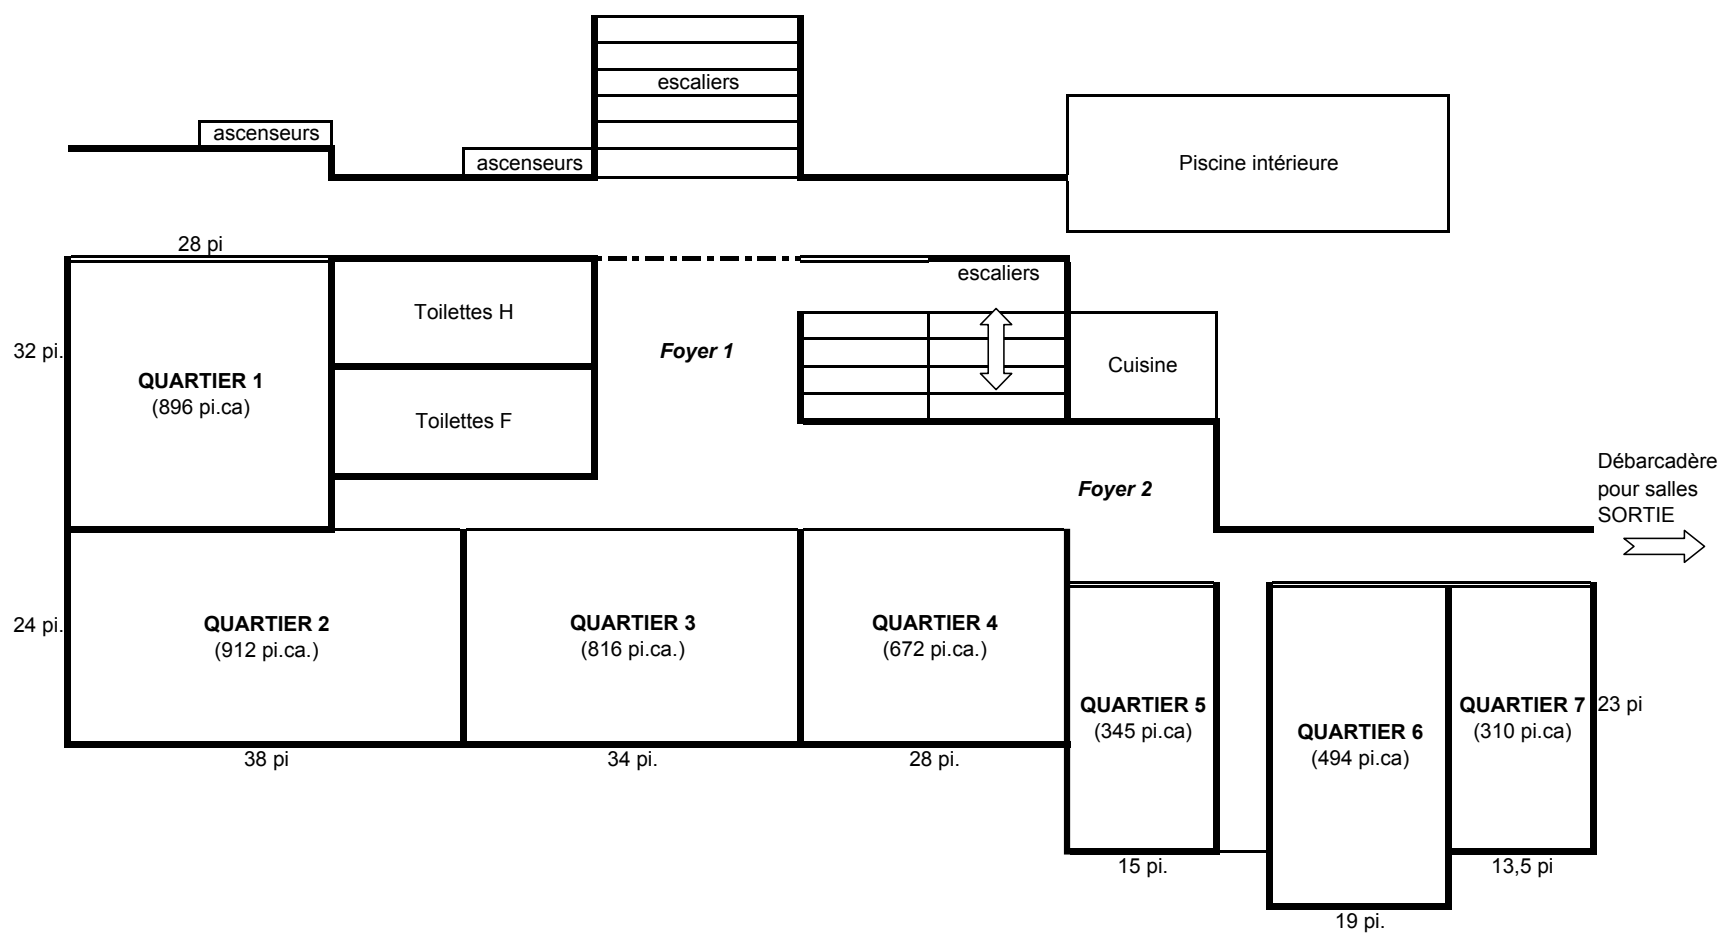 escaliers
ascenseurs
ascenseurs
Piscine intérieure
28 pi
escaliers
Toilettes H
32 pi.
Foyer 1
Cuisine
QUARTIER 1
(896 pi.ca)
Toilettes F
Foyer 2
Débarcadère
pour salles
SORTIE
24 pi.
QUARTIER 2
(912 pi.ca.)
QUARTIER 3
(816 pi.ca.)
QUARTIER 4
(672 pi.ca.)
QUARTIER 5
(345 pi.ca)
QUARTIER 6
(494 pi.ca)
QUARTIER 7
(310 pi.ca)
23 pi
38 pi
34 pi.
28 pi.
15 pi.
13,5 pi
19 pi.